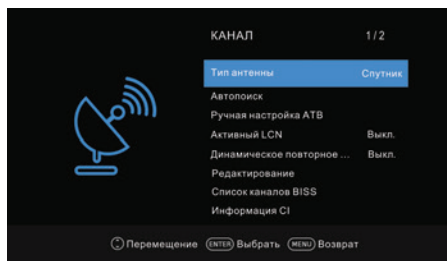 КАНАЛ 1/2
Тип антенны Спутник
Автопоиск
Ручная настройка АТВ
Активный LCN Выкл.
Динамическое повторное ... Выкл.
Редактирование
Список каналов BISS
Информация CI
Перемещение ENTER Выбрать MENU Возврат